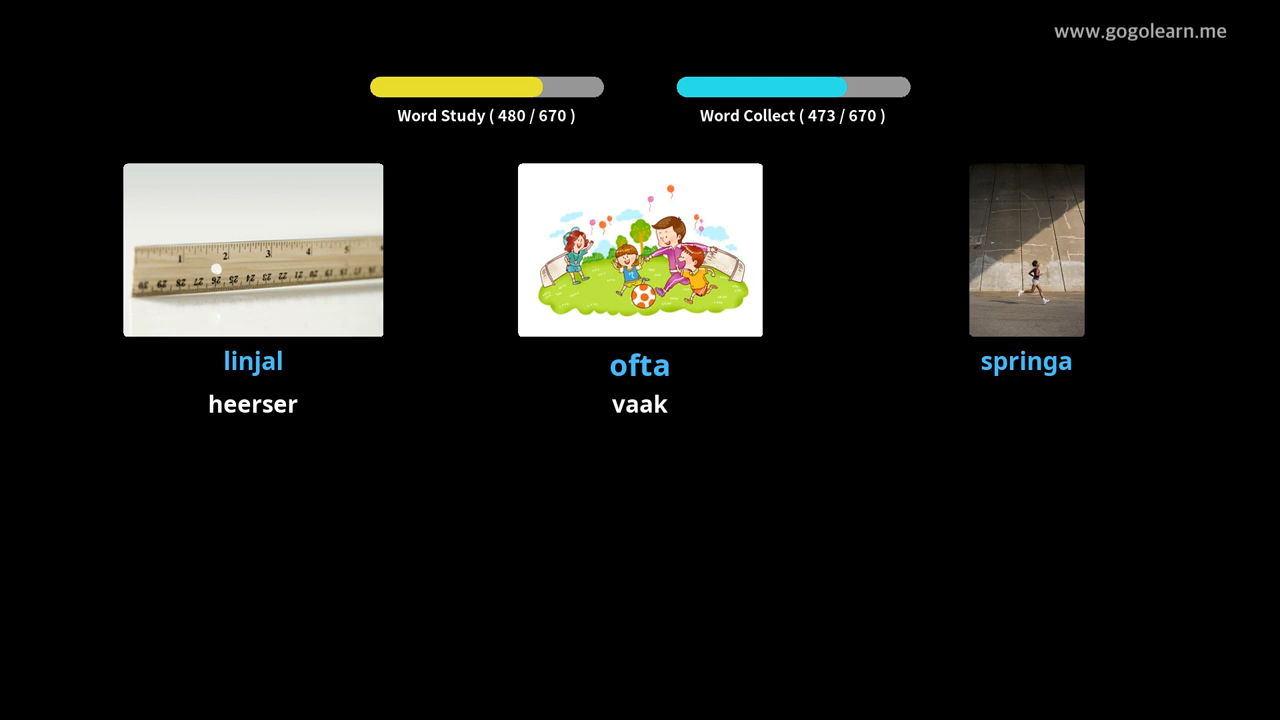 www.gogolearn.me
Word Study ( 480 / 670 )
Word Collect ( 473 / 670 )
linjal
ofta
springa
heerser
vaak